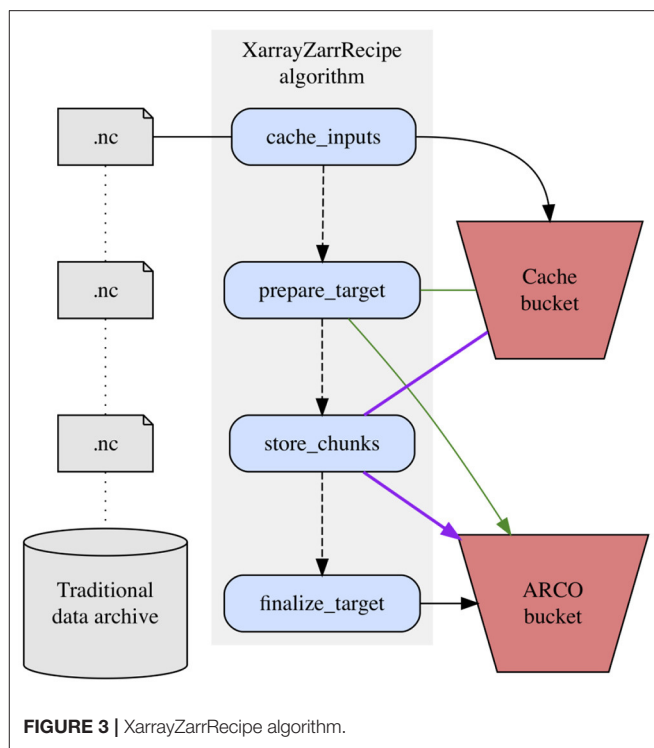 XarrayZarrRecipe
algorithm
.nc
cache_inputs
Cache
bucket
.nc
prepare_target
.nc
store_chunks
Traditional
data archive
finalize_target
ARCO
bucket
FIGURE 3 | XarrayZarrRecipe algorithm.